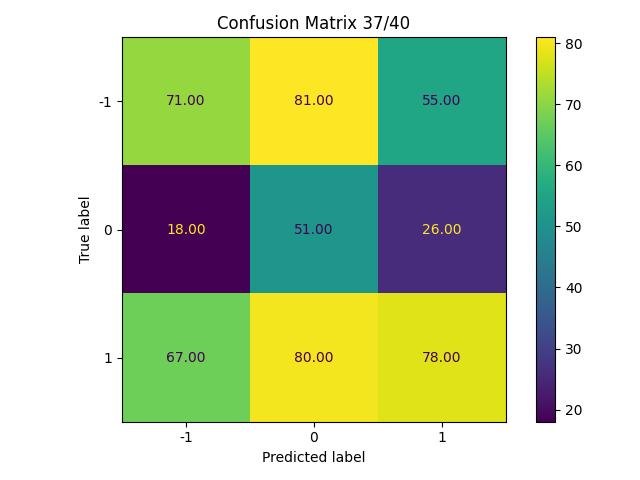 Confusion Matrix 37/40
-1 71.00 81.00 55.00
0 18.00 51.00 26.00
1 67.00 80.00 78.00
-1 0 1
True label
Predicted label
80
70
60
50
40
30
20